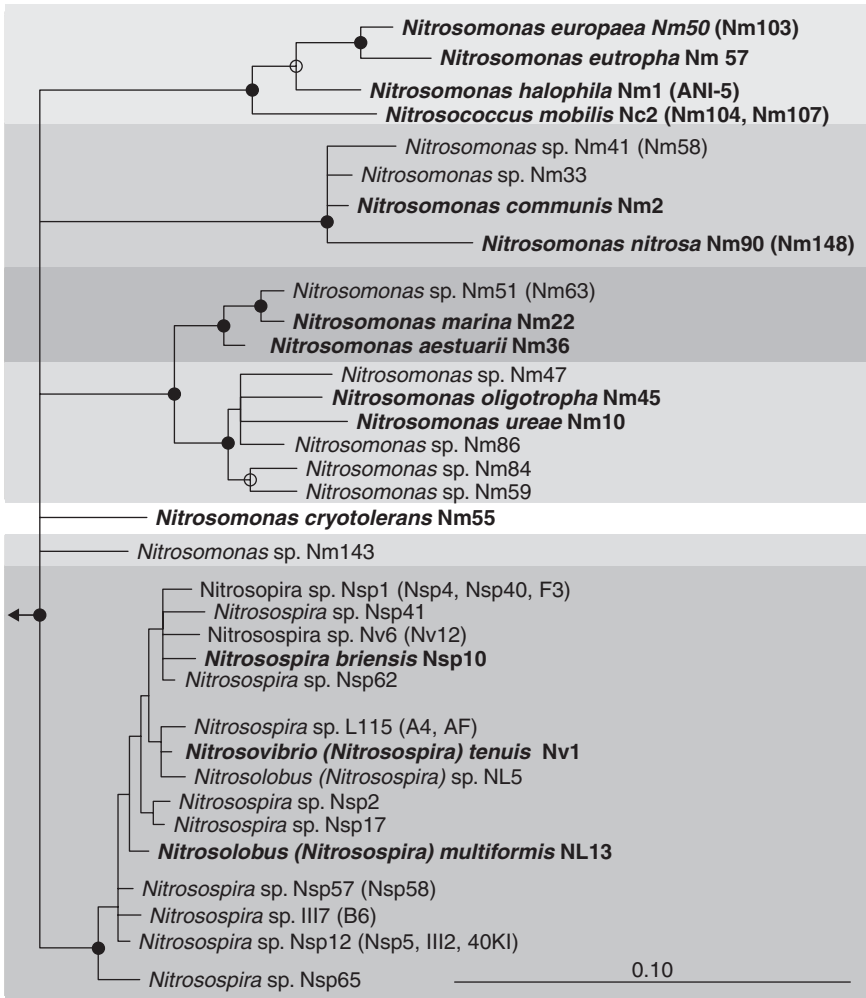 Nitrosomonas europaea Nm50 (Nm103)
Nitrosomonas eutropha Nm 57
Nitrosomonas halophila Nm1 (ANI-5)
Nitrosococcus mobilis Nc2 (Nm104, Nm107)
Nitrosomonas sp. Nm41 (Nm58)
Nitrosomonas sp. Nm33
Nitrosomonas communis Nm2
Nitrosomonas nitrosa Nm90 (Nm148)
Nitrosomonas sp. Nm51 (Nm63)
Nitrosomonas marina Nm22
Nitrosomonas aestuarii Nm36
Nitrosomonas sp. Nm47
Nitrosomonas oligotropha Nm45
Nitrosomonas ureae Nm10
Nitrosomonas sp. Nm86
Nitrosomonas sp. Nm84
Nitrosomonas sp. Nm59
Nitrosomonas cryotolerans Nm55
Nitrosomonas sp. Nm143
Nitrosopira sp. Nsp1 (Nsp4, Nsp40, F3)
Nitrosospira sp. Nsp41
Nitrosospira sp. Nv6 (Nv12)
Nitrosospira briensis Nsp10
Nitrosospira sp. Nsp62
Nitrosospira sp. L115 (A4, AF)
Nitrosovibrio (Nitrosospira) tenuis Nv1
Nitrosolobus (Nitrosospira) sp. NL5
Nitrosospira sp. Nsp2
Nitrosospira sp. Nsp17
Nitrosolobus (Nitrosospira) multiformis NL13
Nitrosospira sp. Nsp57 (Nsp58)
Nitrosospira sp. III7 (B6)
Nitrosospira sp. Nsp12 (Nsp5, III2, 40KI)
Nitrosospira sp. Nsp65
0.10